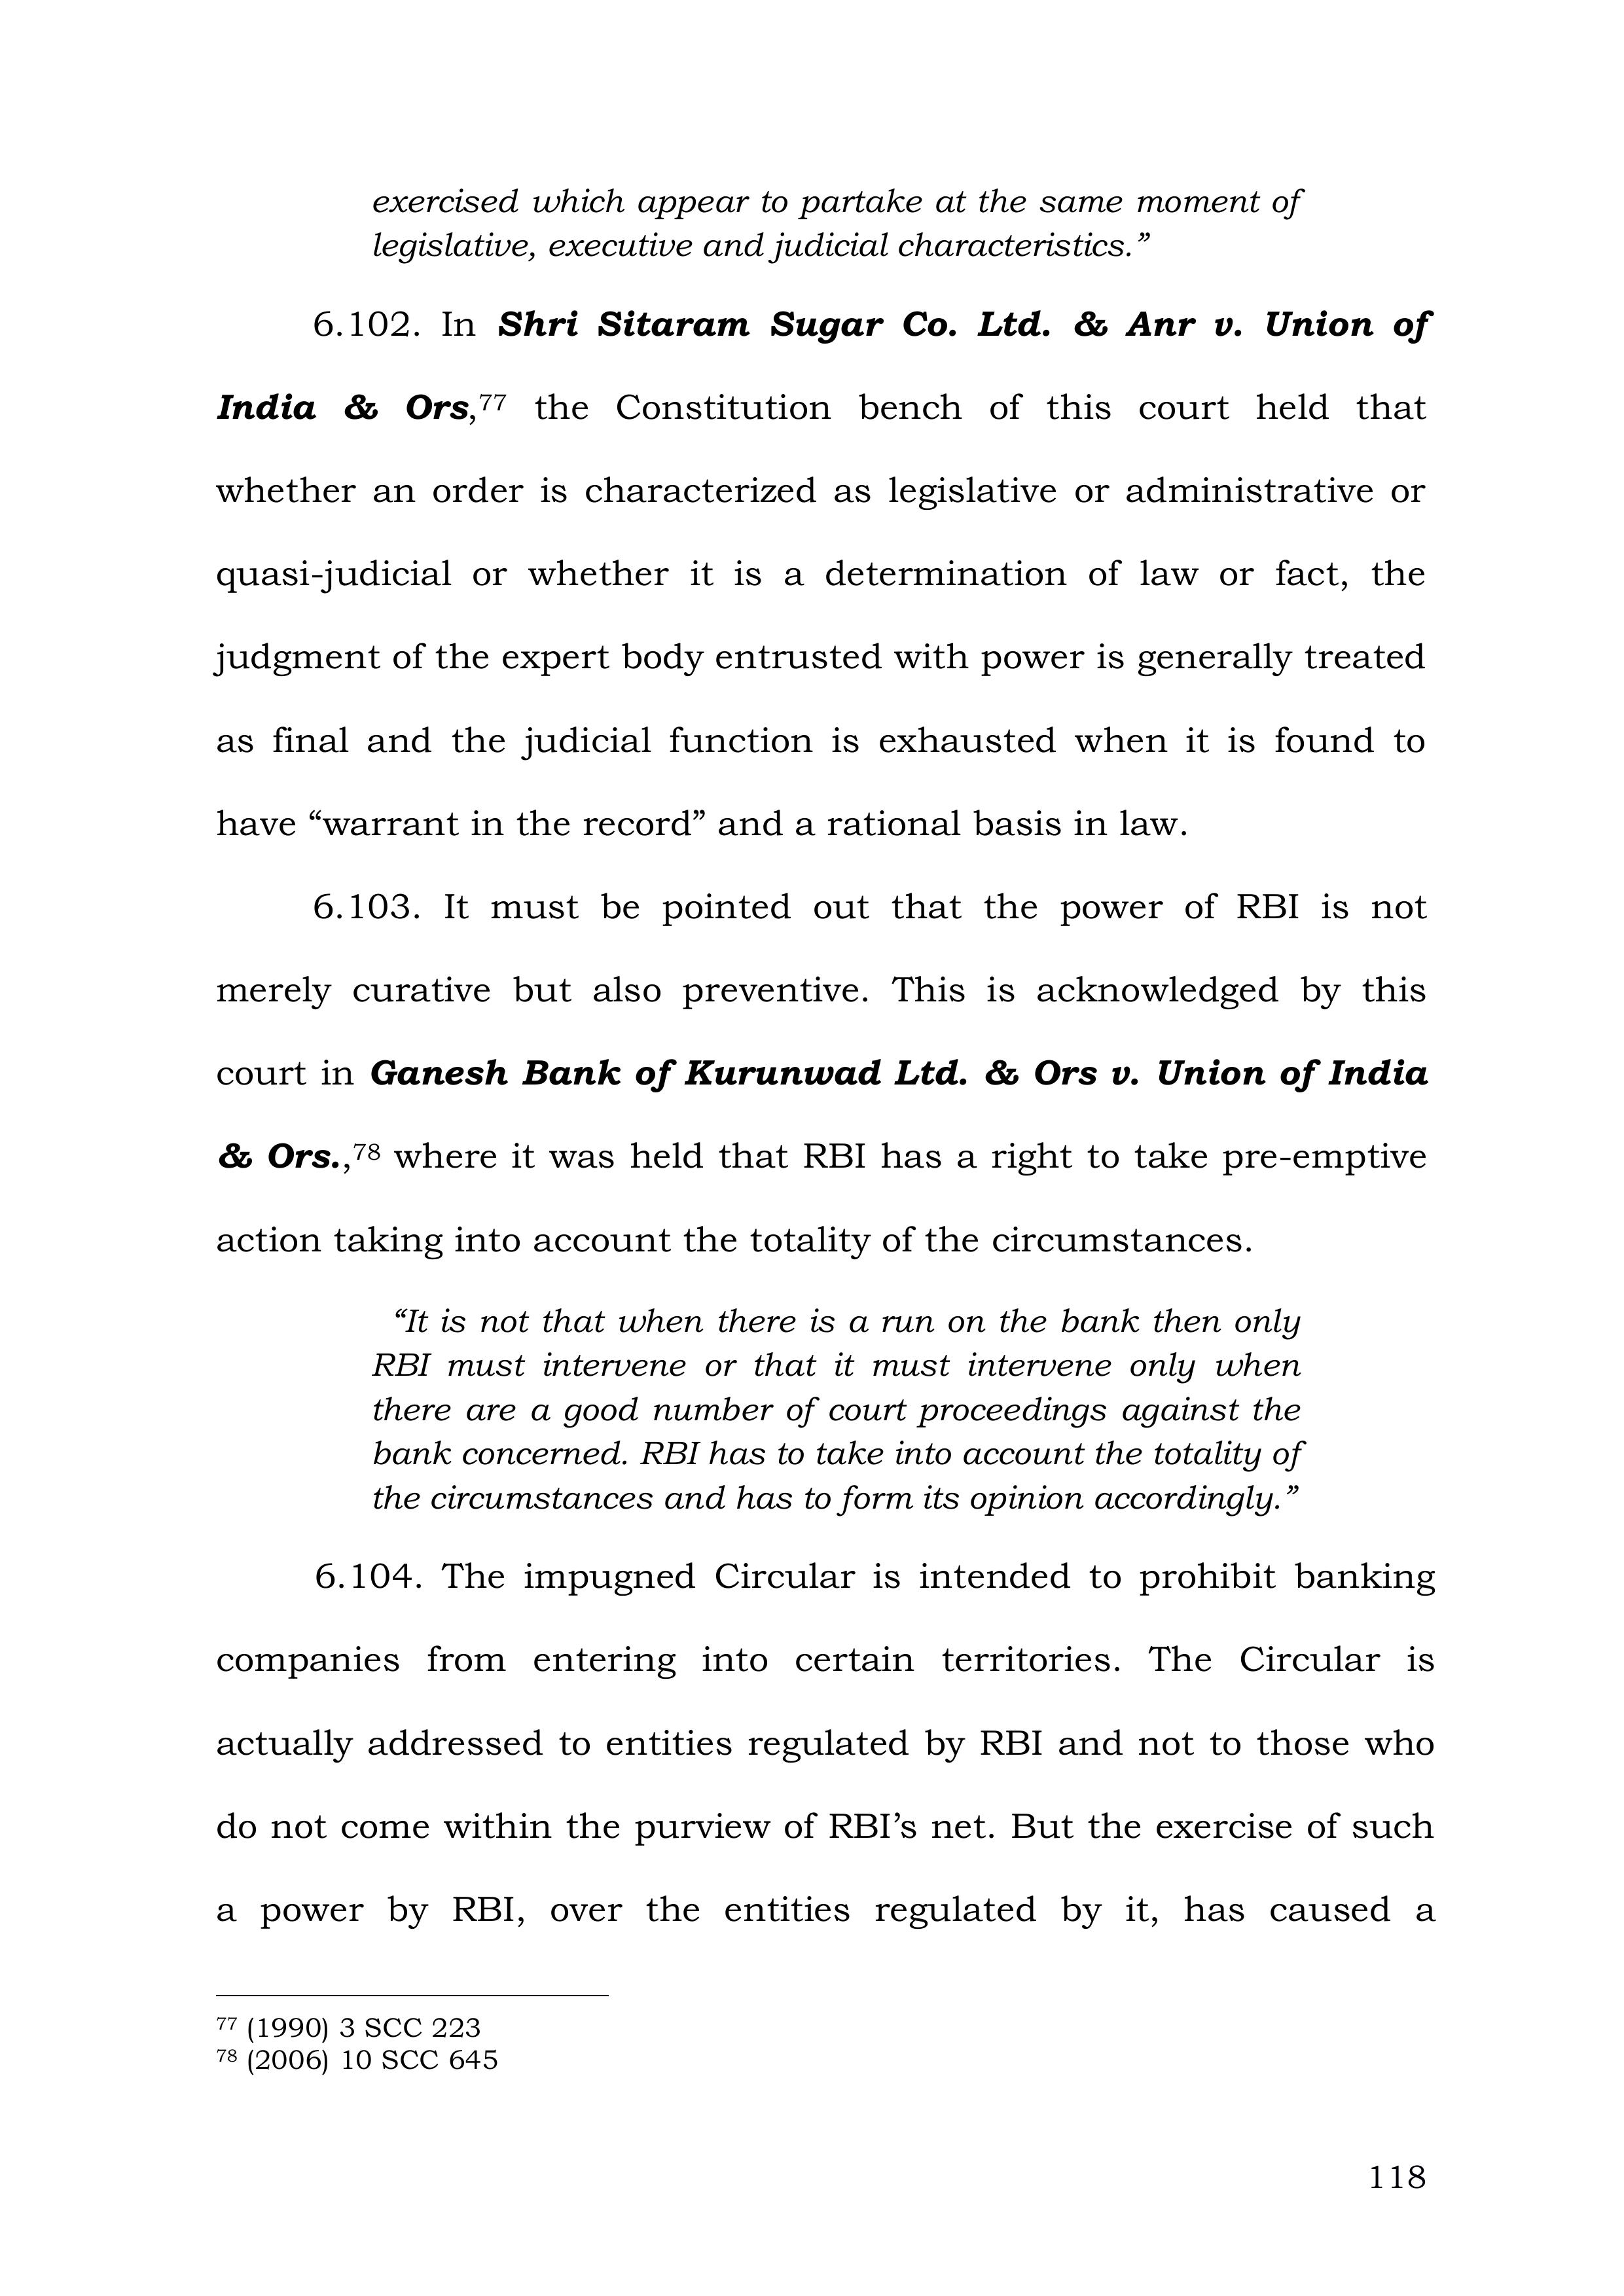 exercised which appear to partake at the same moment of
legislative, executive and judicial characteristics.”
6.102. In Shri Sitaram Sugar Co. Ltd. & Anr v. Union of
India & Ors,77 the Constitution bench of this court held that
whether an order is characterized as legislative or administrative or
quasi-judicial or whether it is a determination of law or fact, the
judgment of the expert body entrusted with power is generally treated
as final and the judicial function is exhausted when it is found to
have “warrant in the record” and a rational basis in law.
6.103. It must be pointed out that the power of RBI is not
merely curative but also preventive. This is acknowledged by this
court in Ganesh Bank of Kurunwad Ltd. & Ors v. Union of India
& Ors.,78 where it was held that RBI has a right to take pre-emptive
action taking into account the totality of the circumstances.
“It is not that when there is a run on the bank then only
RBI must intervene or that it must intervene only when
there are a good number of court proceedings against the
bank concerned. RBI has to take into account the totality of
the circumstances and has to form its opinion accordingly.”
6.104. The impugned Circular is intended to prohibit banking
companies from entering into certain territories. The Circular is
actually addressed to entities regulated by RBI and not to those who
do not come within the purview of RBI’s net. But the exercise of such
a power by RBI, over the entities regulated by it, has caused a
77 (1990) 3 SCC 223
78 (2006) 10 SCC 645
118